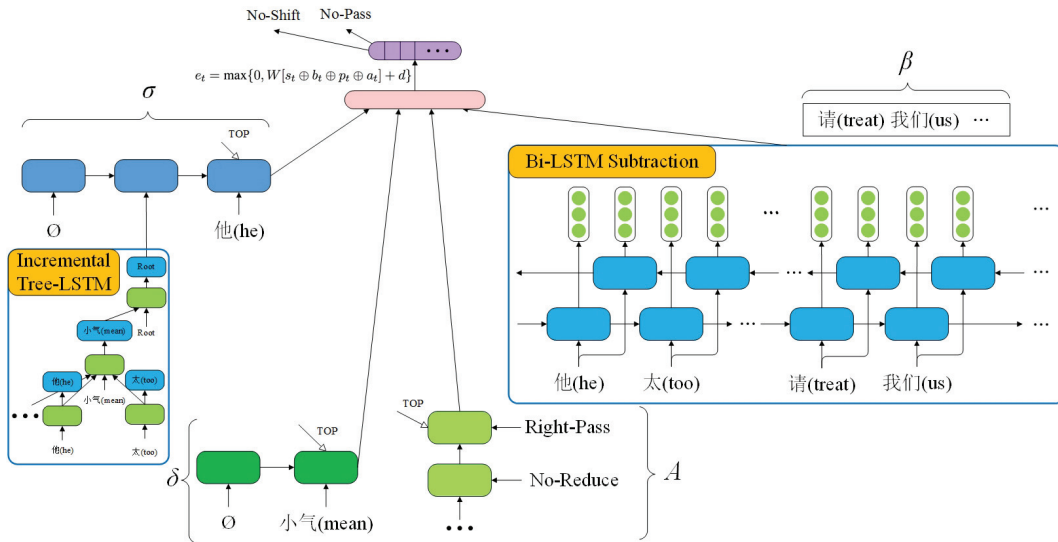 No-Shift
No-Pass
e_t = max{0, W[s_t ⊕ b_t ⊕ p_t ⊕ a_t] + d}
σ
TOP
Ø
他(he)
β
请(treat) 我们(us) ···
Bi-LSTM Subtraction
···
···
···
···
···
···
他(he)
太(too)
请(treat)
我们(us)
Incremental
Tree-LSTM
Root
Root
小气(mean)
他(he)
太(too)
小气(mean)
···
他(he)
太(too)
δ
TOP
Ø
小气(mean)
TOP
Right-Pass
No-Reduce
···
A